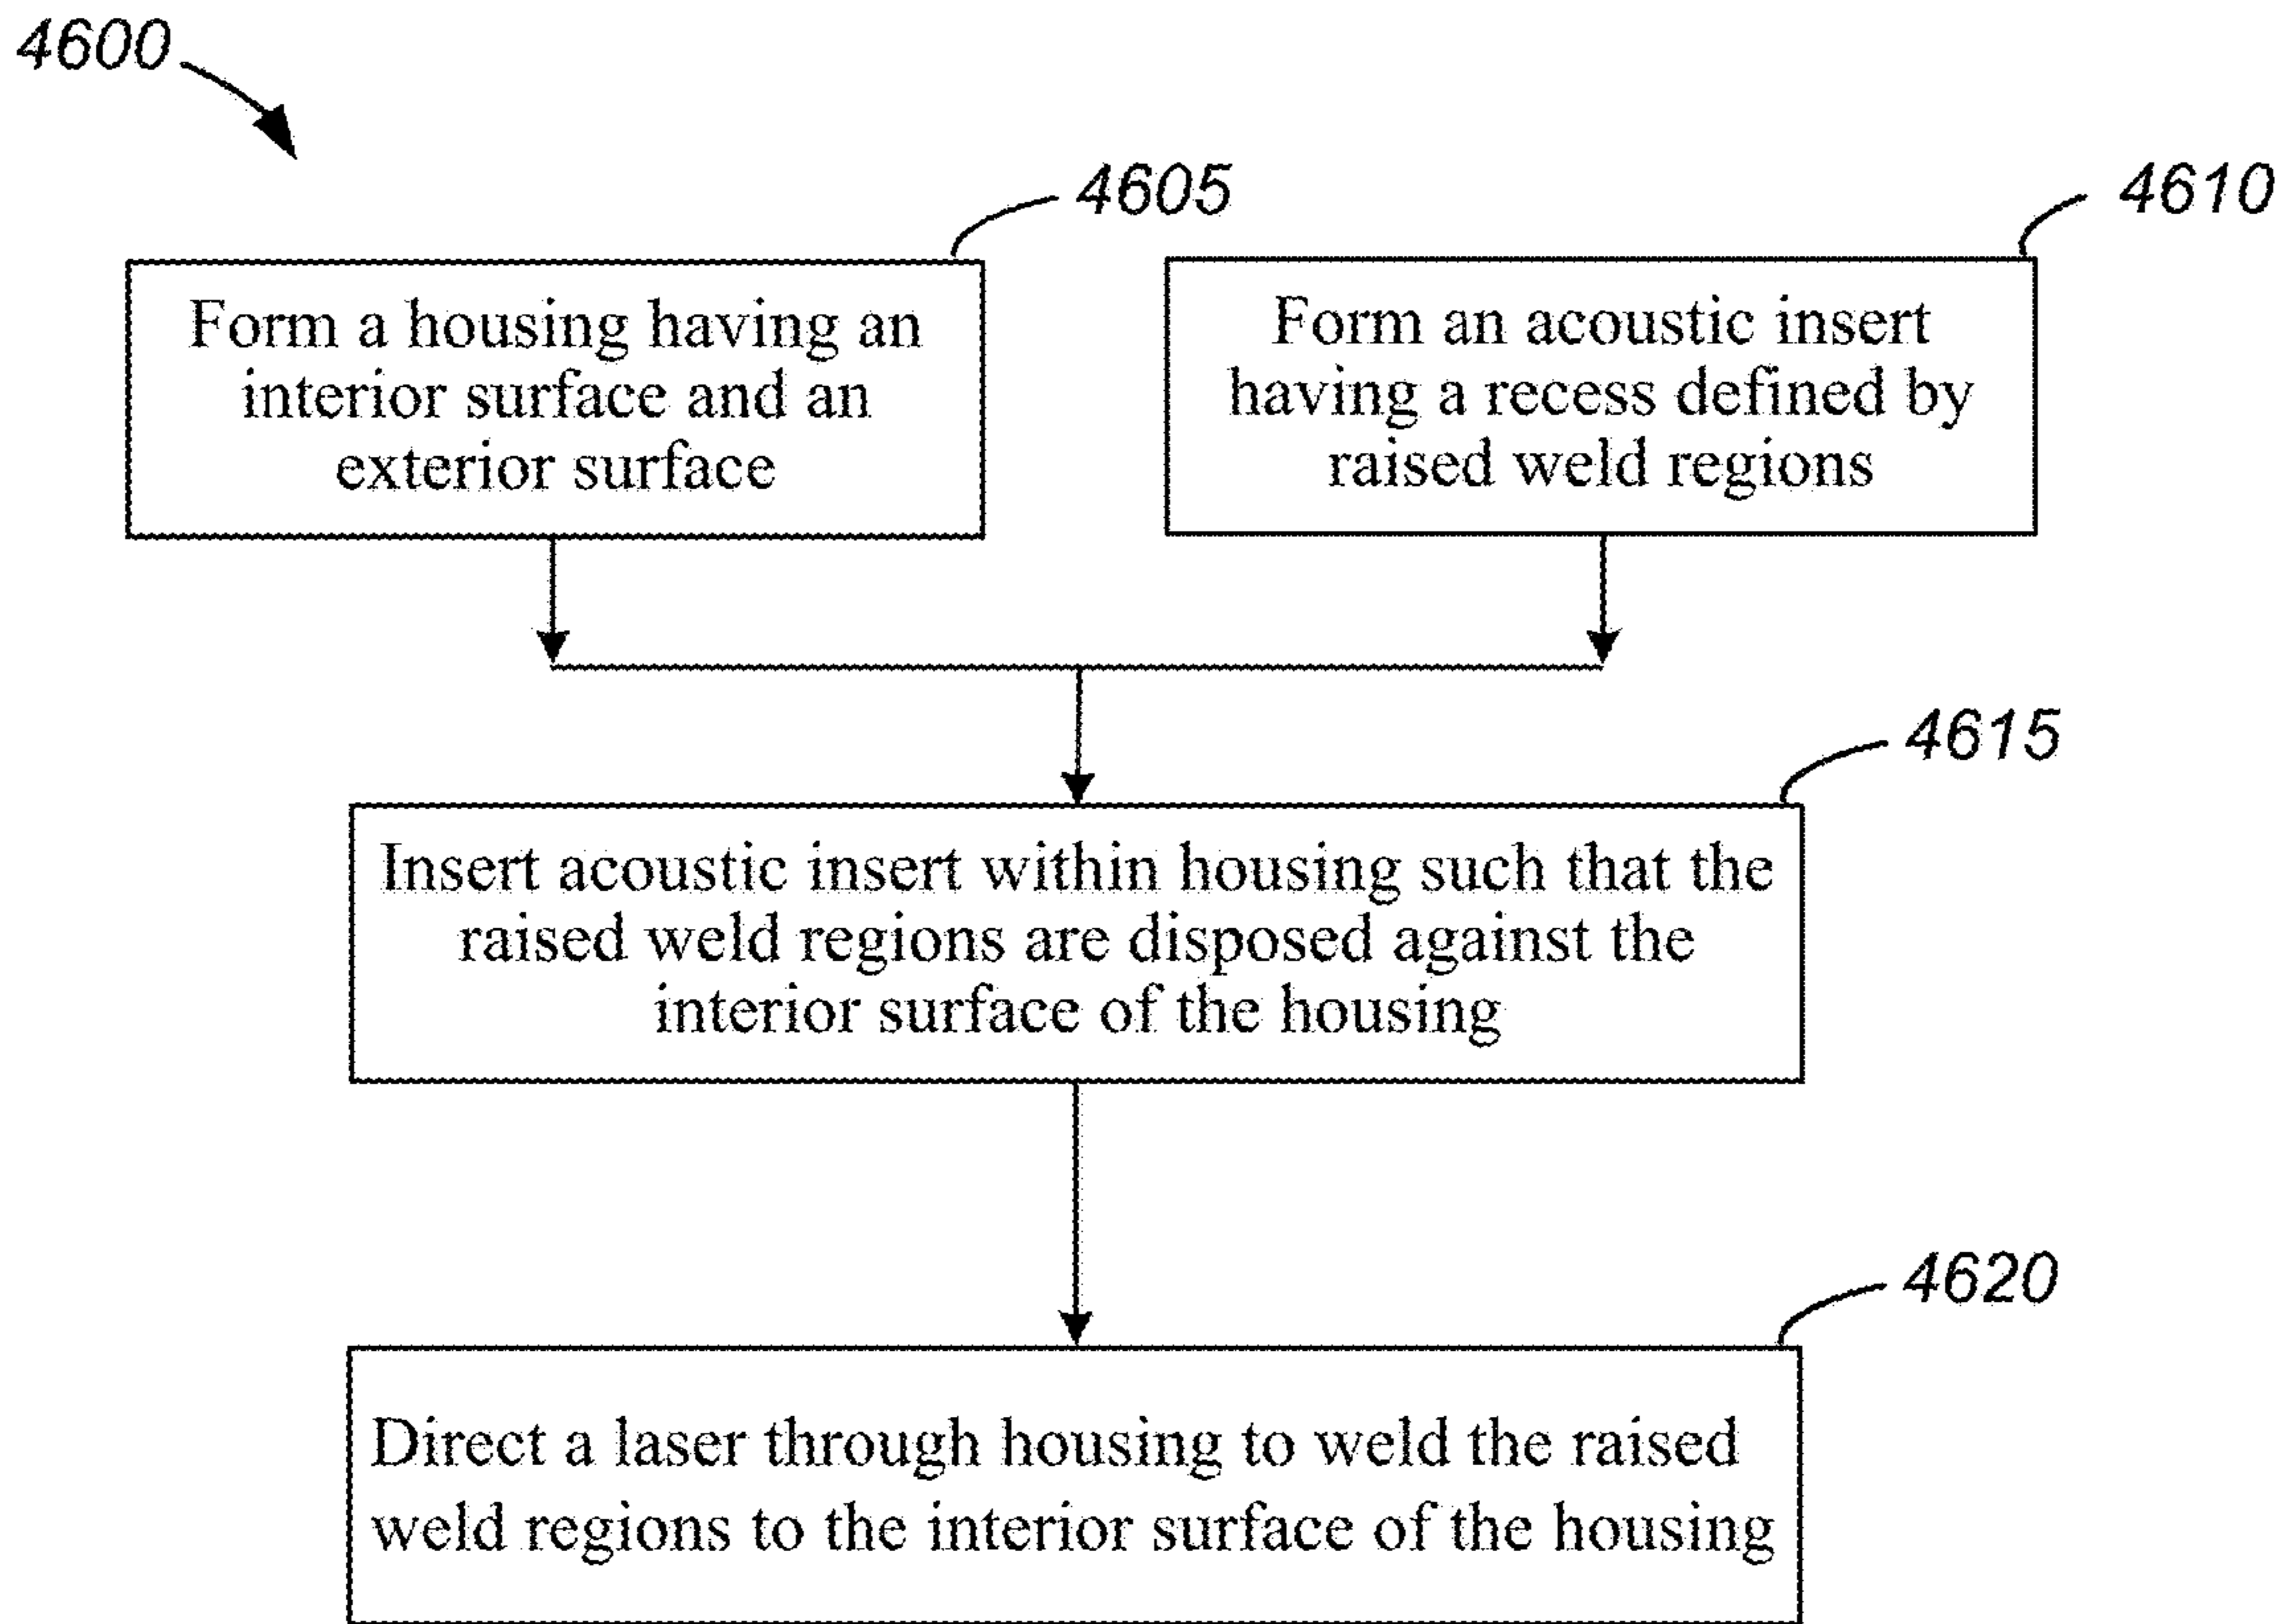 4600
4605
4610
Form a housing having an
interior surface and an
exterior surface
Form an acoustic insert
having a recess defined by
raised weld regions
4615
Insert acoustic insert within housing such that the
raised weld regions are disposed against the
interior surface of the housing
4620
Direct a laser through housing to weld the raised
weld regions to the interior surface of the housing